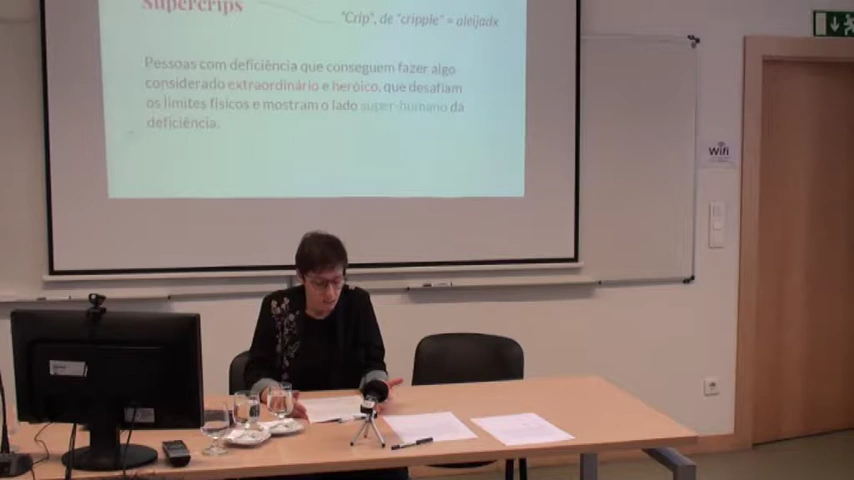 Supercrips
"Crip", de "cripple" = aleijadx
Pessoas com deficiência que conseguem fazer algo
considerado extraordinário e heróico, que desafiam
os limites físicos e mostram o lado super-humano da
deficiência.
wifi